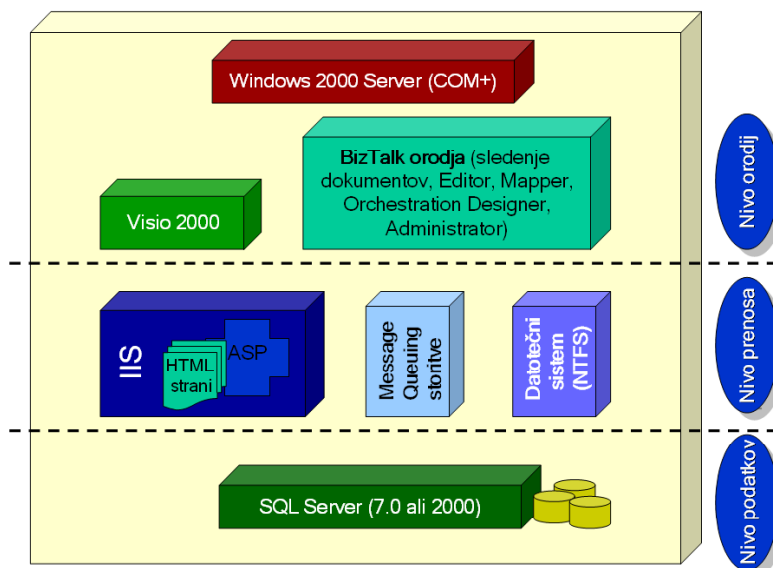 Windows 2000 Server (COM+)
BizTalk orodja (sledenje
dokumentov, Editor, Mapper,
Orchestration Designer,
Administrator)
Visio 2000
Nivo orodij
IIS
HTML
strani
ASP
Message
Queuing
storitve
Datotečni
sistem
(NTFS)
Nivo prenosa
SQL Server (7.0 ali 2000)
Nivo podatkov